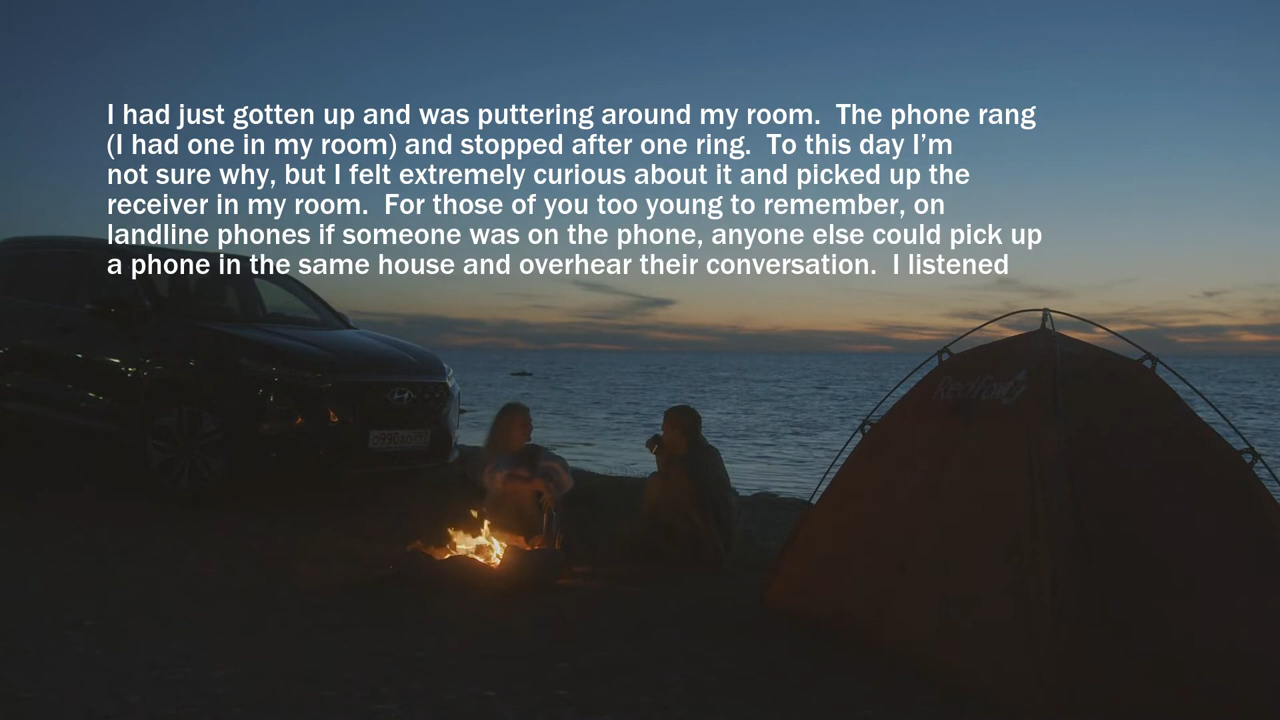 I had just gotten up and was puttering around my room.  The phone rang
(I had one in my room) and stopped after one ring.  To this day I’m
not sure why, but I felt extremely curious about it and picked up the
receiver in my room.  For those of you too young to remember, on
landline phones if someone was on the phone, anyone else could pick up
a phone in the same house and overhear their conversation.  I listened
RedFox